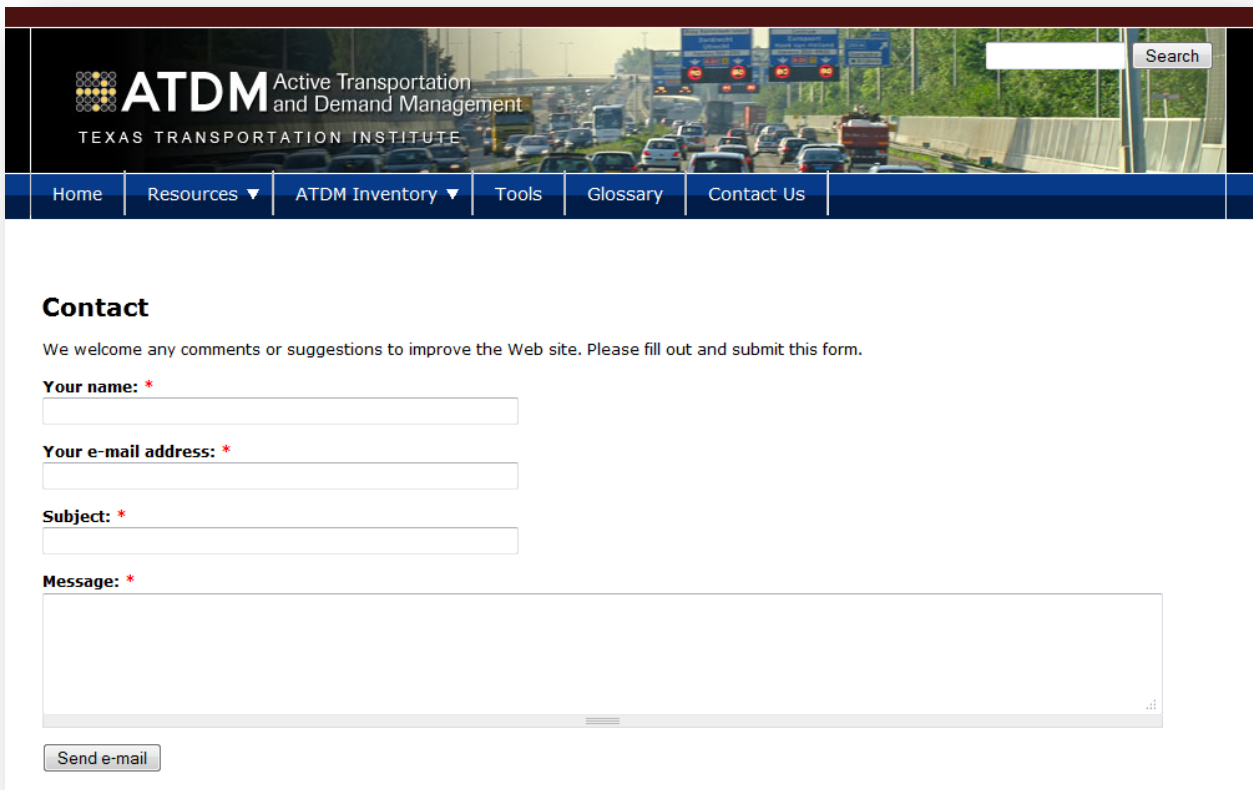 Search
ATDM Active Transportation
and Demand Management
TEXAS TRANSPORTATION INSTITUTE
Home Resources ▼ ATDM Inventory ▼ Tools Glossary Contact Us
Contact
We welcome any comments or suggestions to improve the Web site. Please fill out and submit this form.
Your name: *
Your e-mail address: *
Subject: *
Message: *
Send e-mail